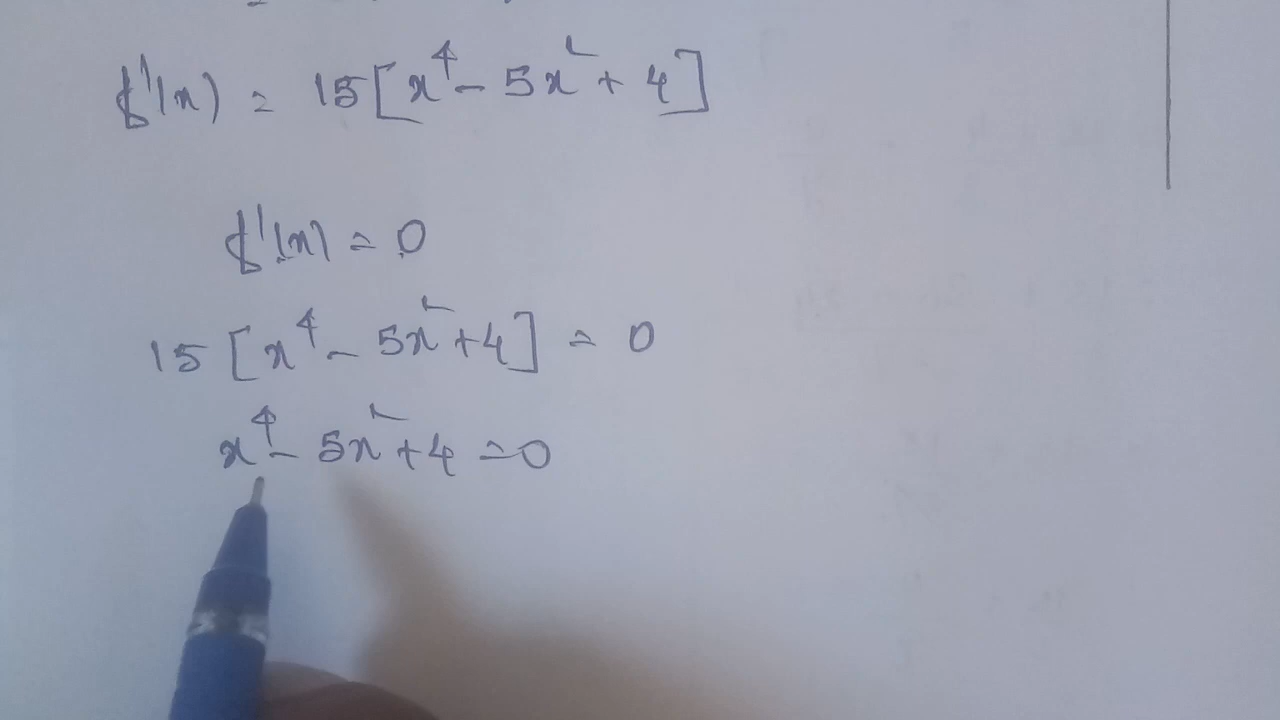 f'(x) = 15[x⁴ - 5x² + 4]
f'(x) = 0
15[x⁴ - 5x² + 4] = 0
x⁴ - 5x² + 4 = 0